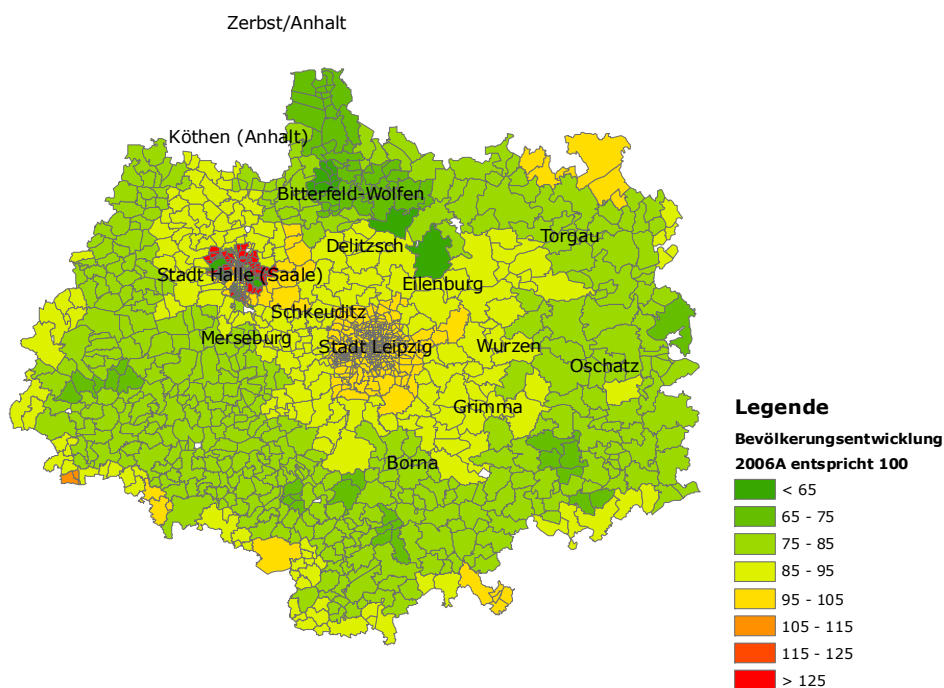 Zerbst/Anhalt
Köthen (Anhalt)
Bitterfeld-Wolfen
Delitzsch
Torgau
Stadt Halle (Saale)
Eilenburg
Schkeuditz
Merseburg
Stadt Leipzig
Wurzen
Oschatz
Grimma
Borna
Legende
Bevölkerungsentwicklung
2006A entspricht 100
< 65
65 - 75
75 - 85
85 - 95
95 - 105
105 - 115
115 - 125
> 125